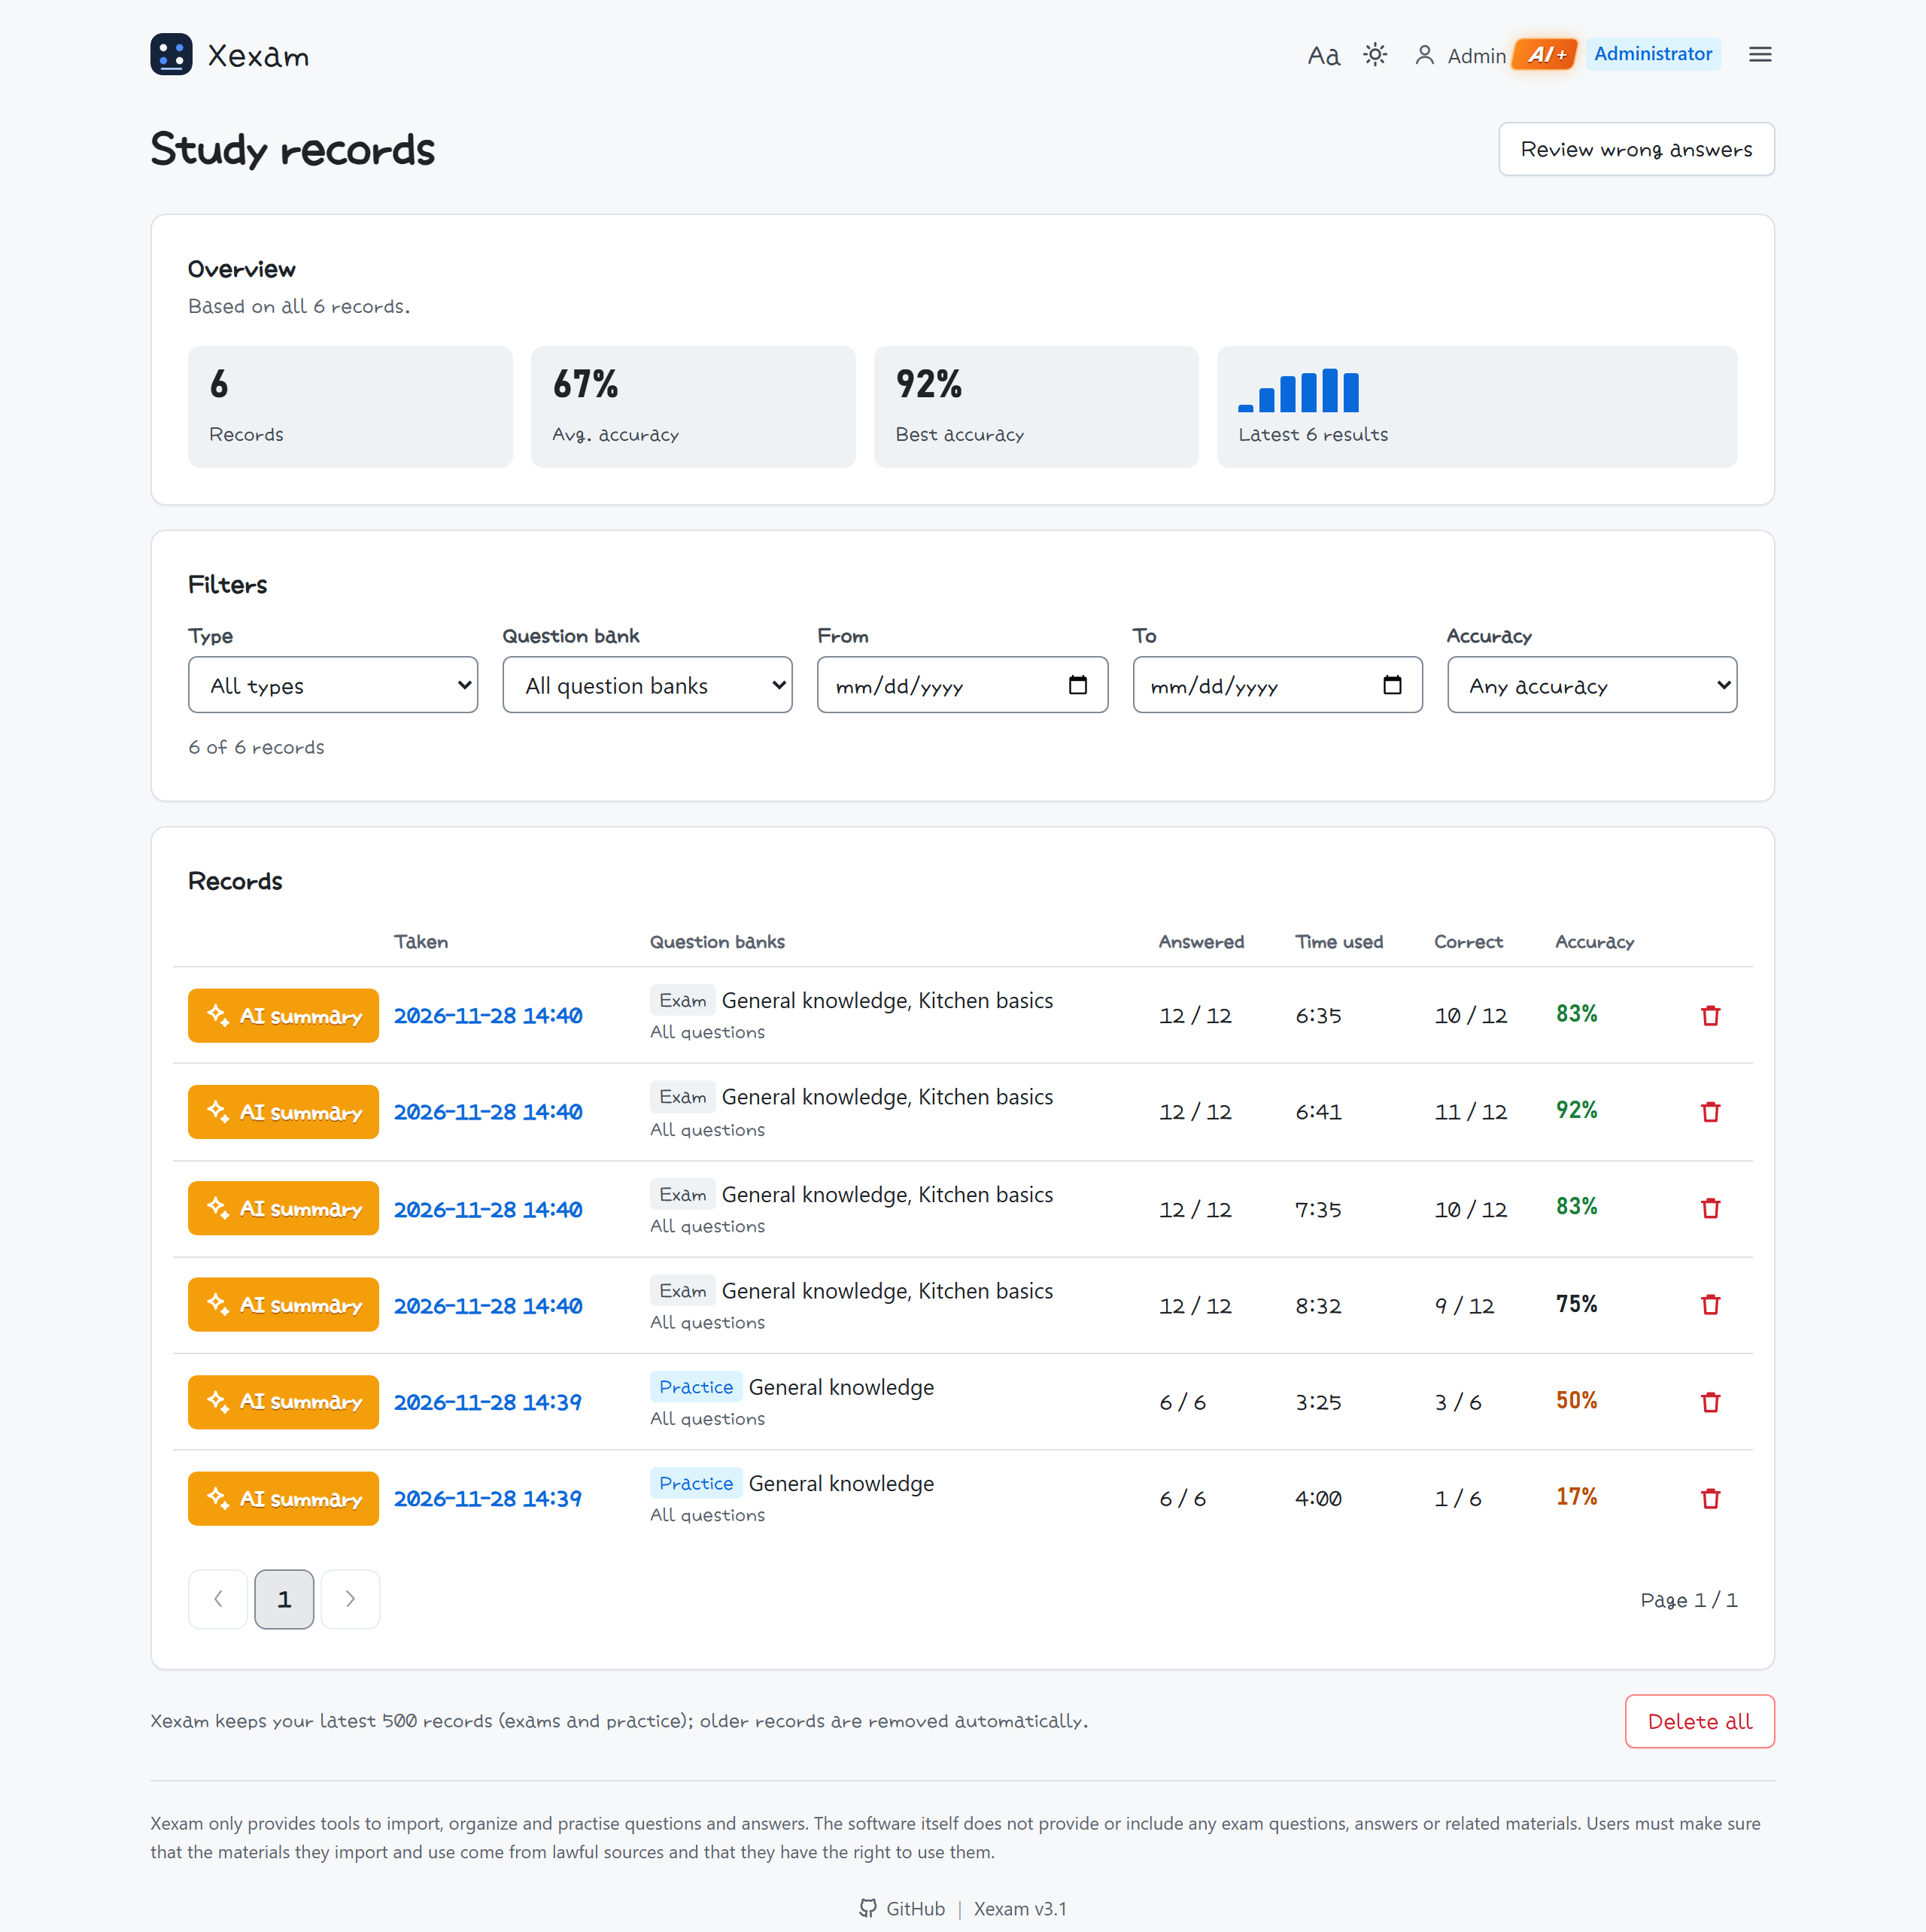 Xexam
Aa Admin AI+ Administrator
Study records
Review wrong answers
Overview
Based on all 6 records.
6
Records
67%
Avg. accuracy
92%
Best accuracy
Latest 6 results
Filters
Type
All types
Question bank
All question banks
From
mm/dd/yyyy
To
mm/dd/yyyy
Accuracy
Any accuracy
6 of 6 records
Records
Taken Question banks Answered Time used Correct Accuracy
AI summary 2026-11-28 14:40 Exam General knowledge, Kitchen basics 12 / 12 6:35 10 / 12 83%
All questions
AI summary 2026-11-28 14:40 Exam General knowledge, Kitchen basics 12 / 12 6:41 11 / 12 92%
All questions
AI summary 2026-11-28 14:40 Exam General knowledge, Kitchen basics 12 / 12 7:35 10 / 12 83%
All questions
AI summary 2026-11-28 14:40 Exam General knowledge, Kitchen basics 12 / 12 8:32 9 / 12 75%
All questions
AI summary 2026-11-28 14:39 Practice General knowledge 6 / 6 3:25 3 / 6 50%
All questions
AI summary 2026-11-28 14:39 Practice General knowledge 6 / 6 4:00 1 / 6 17%
All questions
1
Page 1 / 1
Xexam keeps your latest 500 records (exams and practice); older records are removed automatically.
Delete all
Xexam only provides tools to import, organize and practise questions and answers. The software itself does not provide or include any exam questions, answers or related materials. Users must make sure
that the materials they import and use come from lawful sources and that they have the right to use them.
GitHub | Xexam v3.1